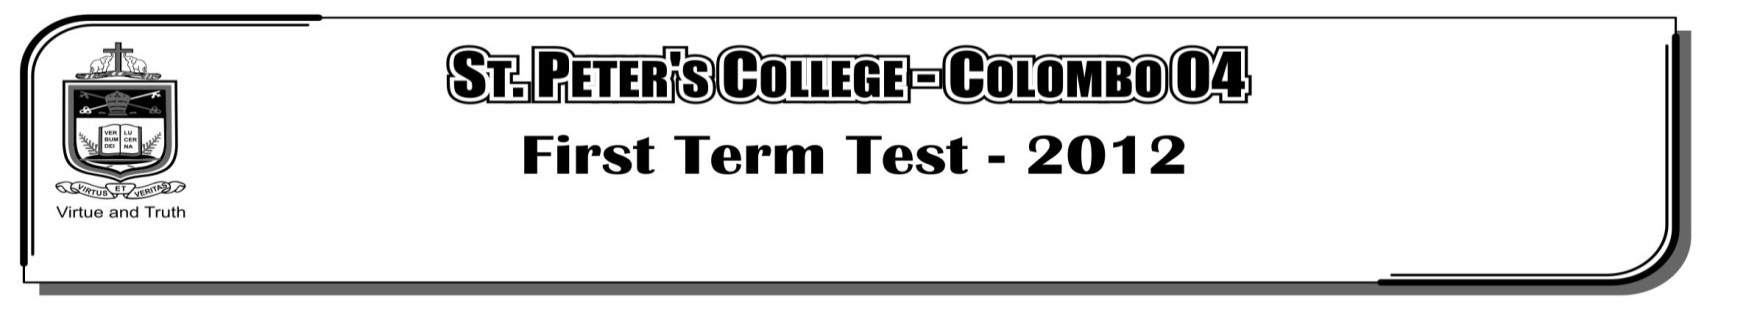 ST. PETER'S COLLEGE - COLOMBO 04
First Term Test - 2012
VER LU
BUM CER
DEI NA
VIRTUS ET VERITAS
Virtue and Truth